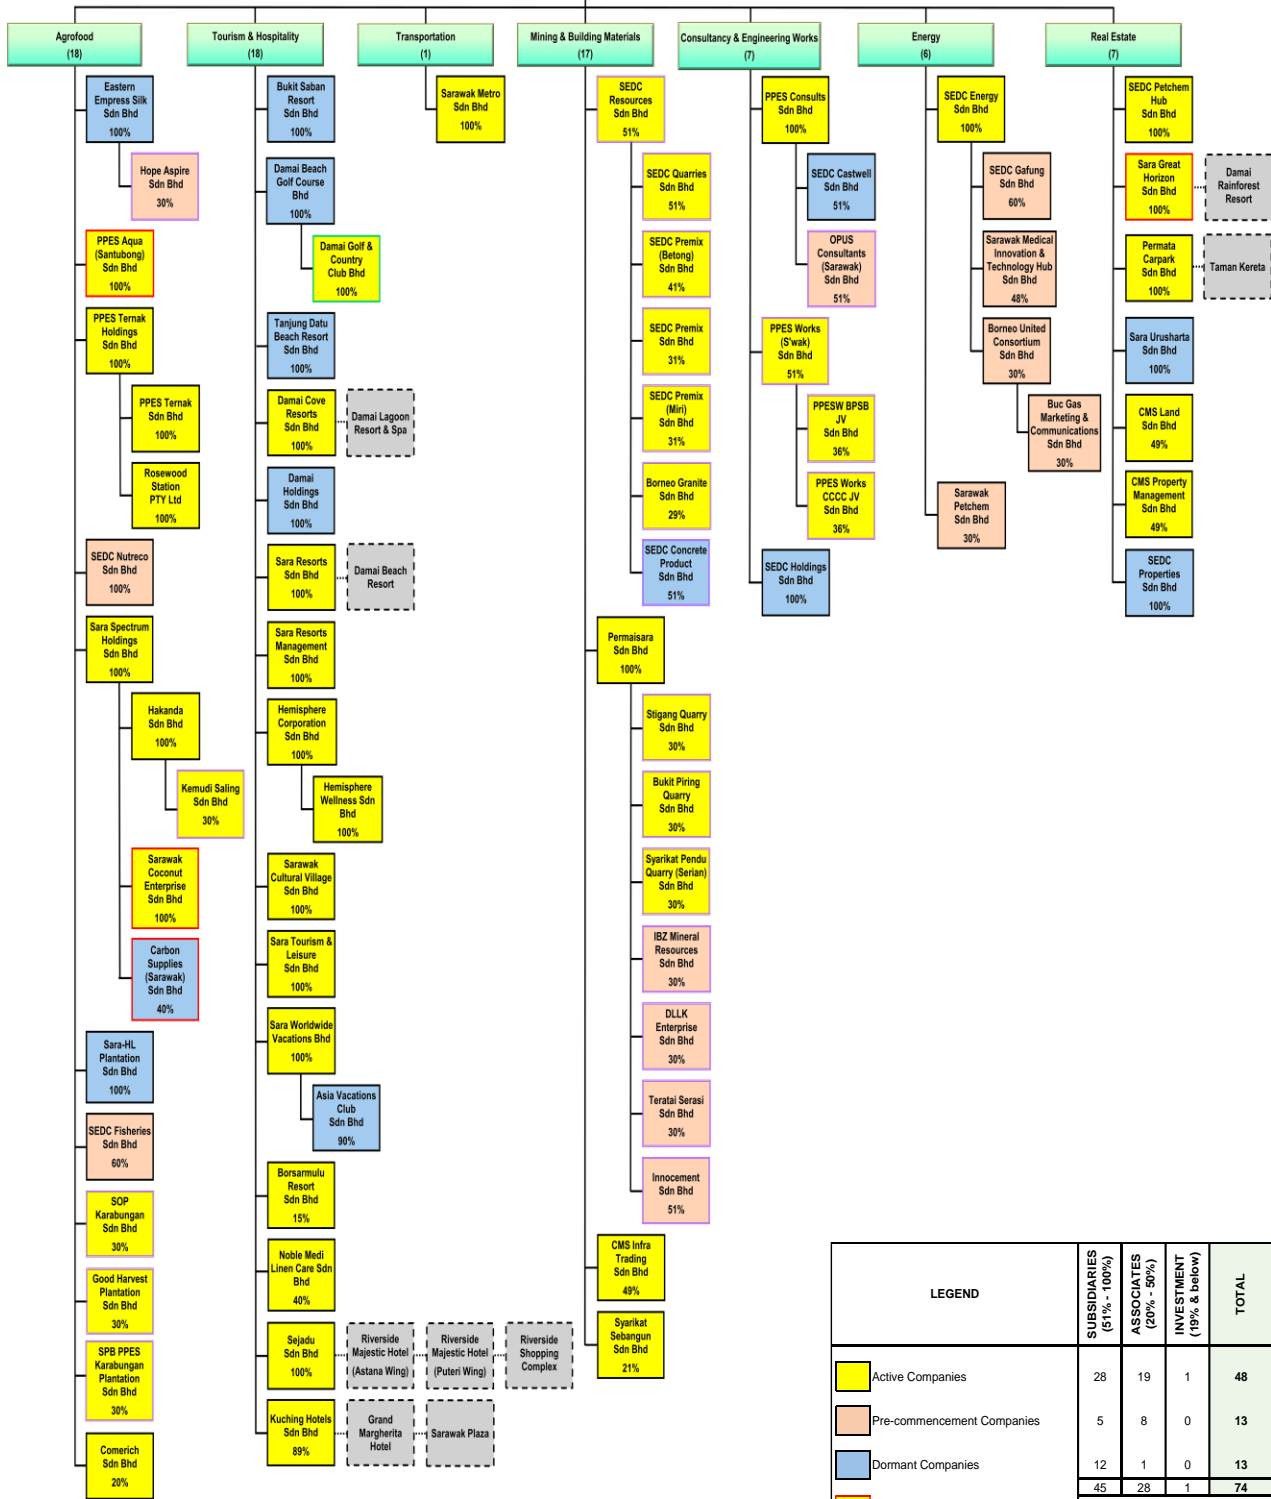 Agrofood
(18)
Tourism & Hospitality
(18)
Transportation
(1)
Mining & Building Materials
(17)
Consultancy & Engineering Works
(7)
Energy
(6)
Real Estate
(7)
Eastern
Empress Silk
Sdn Bhd
100%
Hope Aspire
Sdn Bhd
30%
PPES Aqua
(Santubong)
Sdn Bhd
100%
PPES Ternak
Holdings
Sdn Bhd
100%
PPES Ternak
Sdn Bhd
100%
Rosewood
Station
PTY Ltd
100%
SEDC Nutreco
Sdn Bhd
100%
Sara Spectrum
Holdings
Sdn Bhd
100%
Hakanda
Sdn Bhd
100%
Kemudi Saling
Sdn Bhd
30%
Sarawak
Coconut
Enterprise
Sdn Bhd
100%
Carbon
Supplies
(Sarawak)
Sdn Bhd
40%
Sara-HL
Plantation
Sdn Bhd
100%
SEDC Fisheries
Sdn Bhd
60%
SOP
Karabungan
Sdn Bhd
30%
Good Harvest
Plantation
Sdn Bhd
30%
SPB PPES
Karabungan
Plantation
Sdn Bhd
30%
Comerich
Sdn Bhd
20%
Bukit Saban
Resort
Sdn Bhd
100%
Damai Beach
Golf Course
Bhd
100%
Damai Golf &
Country
Club Bhd
100%
Tanjung Datu
Beach Resort
Sdn Bhd
100%
Damai Cove
Resorts
Sdn Bhd
100%
Damai Lagoon
Resort & Spa
Damai
Holdings
Sdn Bhd
100%
Sara Resorts
Sdn Bhd
100%
Damai Beach
Resort
Sara Resorts
Management
Sdn Bhd
100%
Hemisphere
Corporation
Sdn Bhd
100%
Hemisphere
Wellness Sdn
Bhd
100%
Sarawak
Cultural Village
Sdn Bhd
100%
Sara Tourism &
Leisure
Sdn Bhd
100%
Sara Worldwide
Vacations Bhd
100%
Asia Vacations
Club
Sdn Bhd
90%
Borsarmulu
Resort
Sdn Bhd
15%
Noble Medi
Linen Care Sdn
Bhd
40%
Sejadu
Sdn Bhd
100%
Riverside
Majestic Hotel
(Astana Wing)
Riverside
Majestic Hotel
(Puteri Wing)
Riverside
Shopping
Complex
Kuching Hotels
Sdn Bhd
89%
Grand
Margherita
Hotel
Sarawak Plaza
Sarawak Metro
Sdn Bhd
100%
SEDC
Resources
Sdn Bhd
51%
SEDC Quarries
Sdn Bhd
51%
SEDC Premix
(Betong)
Sdn Bhd
41%
SEDC Premix
Sdn Bhd
31%
SEDC Premix
(Miri)
Sdn Bhd
31%
Borneo Granite
Sdn Bhd
29%
SEDC Concrete
Product
Sdn Bhd
51%
Permaisara
Sdn Bhd
100%
Stigang Quarry
Sdn Bhd
30%
Bukit Piring
Quarry
Sdn Bhd
30%
Syarikat Pendu
Quarry (Serian)
Sdn Bhd
30%
IBZ Mineral
Resources
Sdn Bhd
30%
DLLK
Enterprise
Sdn Bhd
30%
Teratai Serasi
Sdn Bhd
30%
Innocement
Sdn Bhd
51%
CMS Infra
Trading
Sdn Bhd
49%
Syarikat
Sebangun
Sdn Bhd
21%
PPES Consults
Sdn Bhd
100%
SEDC Castwell
Sdn Bhd
51%
OPUS
Consultants
(Sarawak)
Sdn Bhd
51%
PPES Works
(S'wak)
Sdn Bhd
51%
PPESW BPSB
JV
Sdn Bhd
36%
PPES Works
CCCC JV
Sdn Bhd
36%
SEDC Holdings
Sdn Bhd
100%
SEDC Energy
Sdn Bhd
100%
SEDC Gafung
Sdn Bhd
60%
Sarawak Medical
Innovation &
Technology Hub
Sdn Bhd
48%
Borneo United
Consortium
Sdn Bhd
30%
Buc Gas
Marketing &
Communications
Sdn Bhd
30%
Sarawak
Petchem
Sdn Bhd
30%
SEDC Petchem
Hub
Sdn Bhd
100%
Sara Great
Horizon
Sdn Bhd
100%
Damai
Rainforest
Resort
Permata
Carpark
Sdn Bhd
100%
Taman Kereta
Sara Urusharta
Sdn Bhd
100%
CMS Land
Sdn Bhd
49%
CMS Property
Management
Sdn Bhd
49%
SEDC
Properties
Sdn Bhd
100%
LEGEND
SUBSIDIARIES
(51% - 100%)
ASSOCIATES
(20% - 50%)
INVESTMENT
(19% & below)
TOTAL
Active Companies 28 19 1 48
Pre-commencement Companies 5 8 0 13
Dormant Companies 12 1 0 13
45 28 1 74